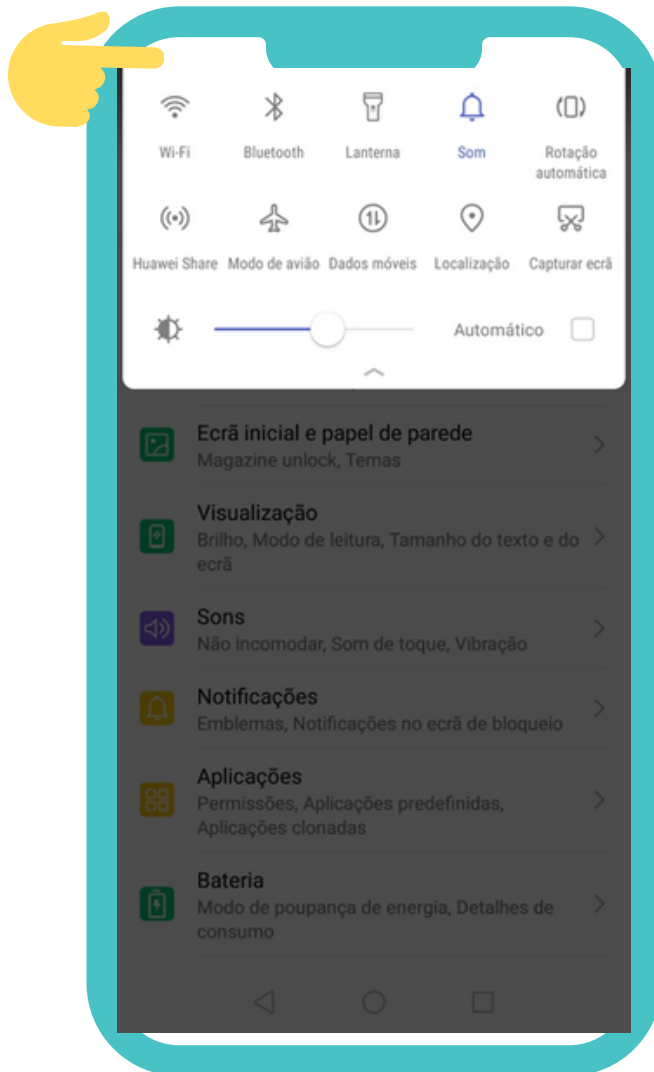 Wi-Fi
Bluetooth
Lanterna
Som
Rotação
automática
Huawei Share
Modo de avião
Dados móveis
Localização
Capturar ecrã
Automático
Ecrã inicial e papel de parede
Magazine unlock, Temas
Visualização
Brilho, Modo de leitura, Tamanho do texto e do
ecrã
Sons
Não incomodar, Som de toque, Vibração
Notificações
Emblemas, Notificações no ecrã de bloqueio
Aplicações
Permissões, Aplicações predefinidas,
Aplicações clonadas
Bateria
Modo de poupança de energia, Detalhes de
consumo